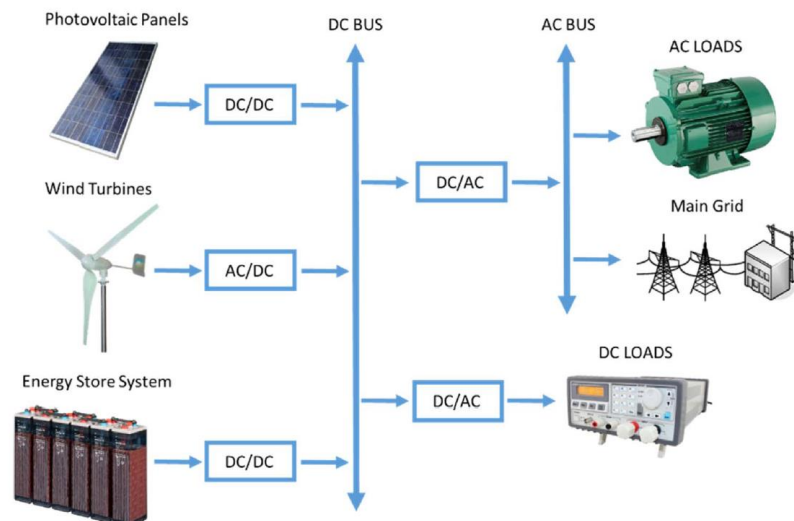 Photovoltaic Panels
DC BUS
AC BUS
AC LOADS
DC/DC
Wind Turbines
DC/AC
Main Grid
AC/DC
Energy Store System
DC LOADS
DC/AC
DC/DC